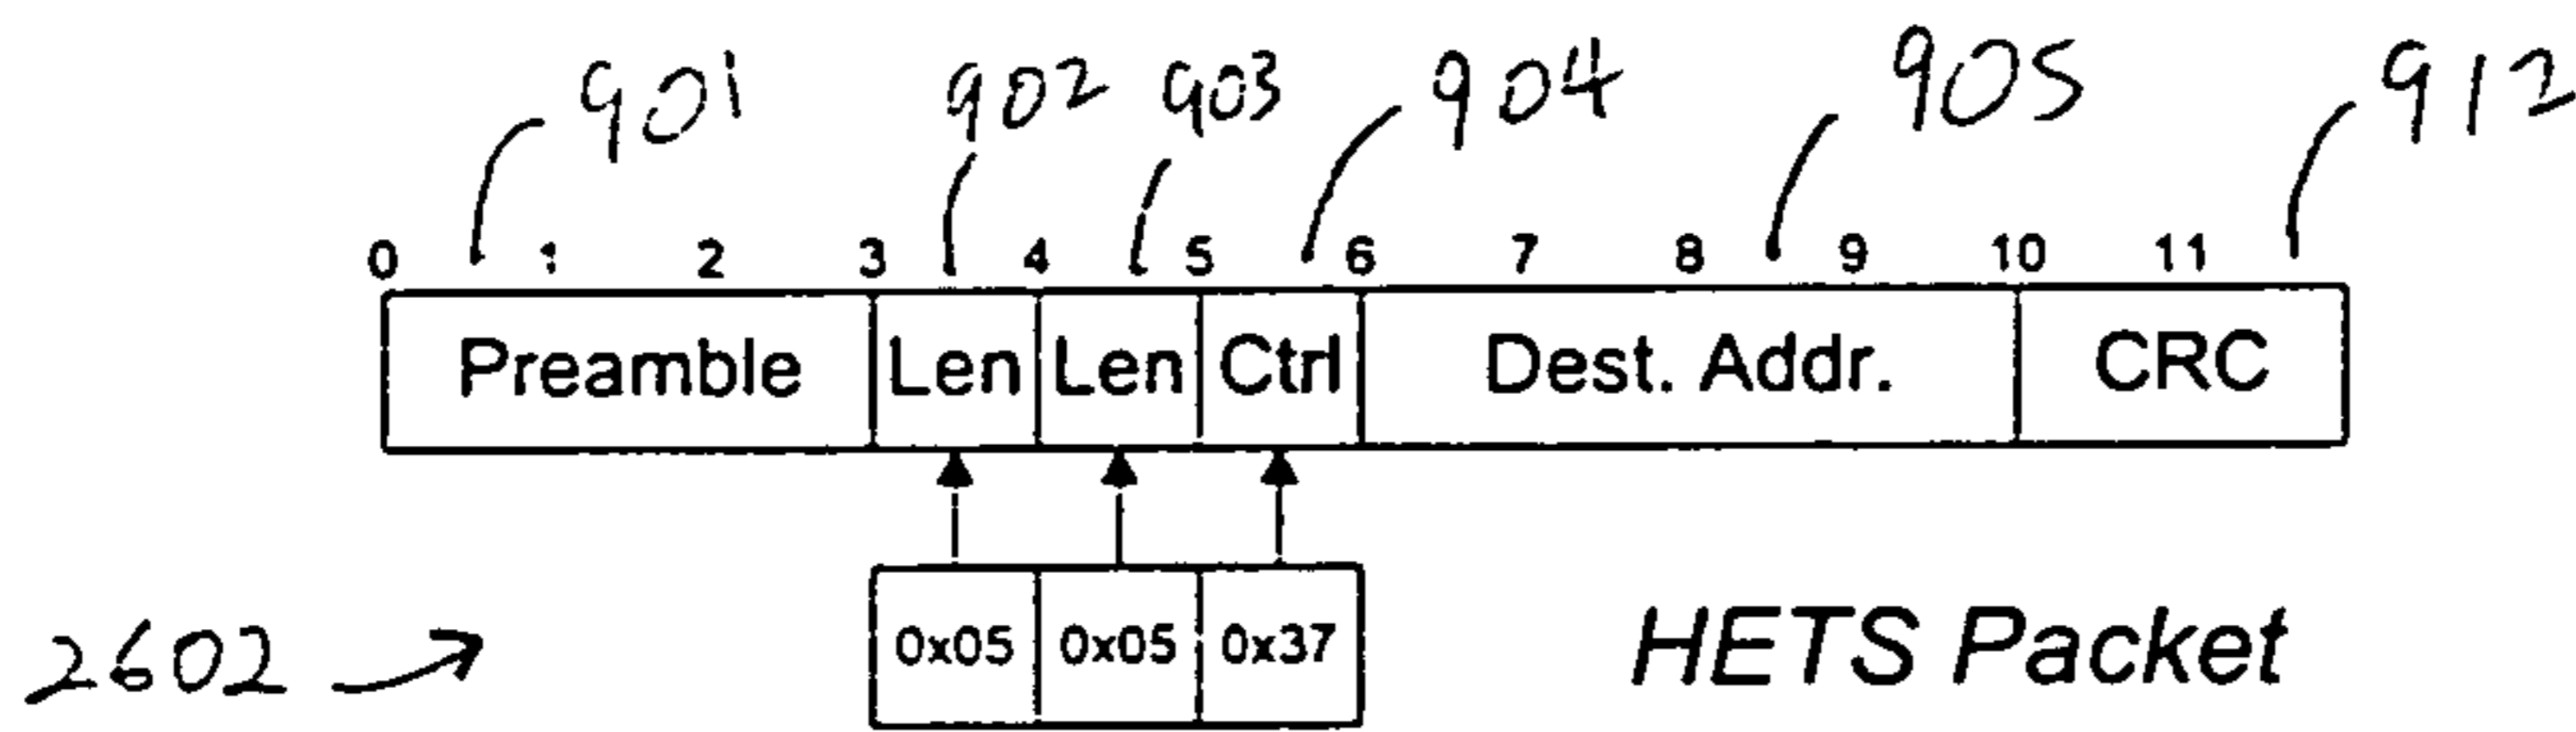 901 902 903 904 905 912
0 1 2 3 4 5 6 7 8 9 10 11
Preamble Len Len Ctrl Dest. Addr. CRC
0x05 0x05 0x37
2602
HETS Packet